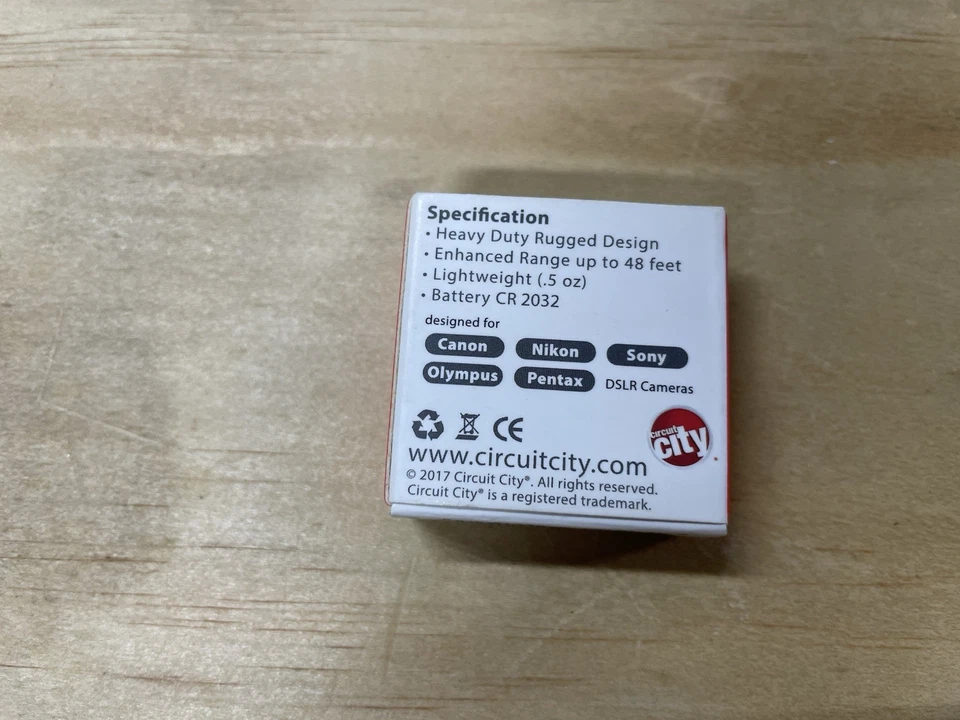 Specification
• Heavy Duty Rugged Design
• Enhanced Range up to 48 feet
• Lightweight (.5 oz)
• Battery CR 2032
designed for
Canon Nikon Sony
Olympus Pentax DSLR Cameras
CE
circuit
city
www.circuitcity.com
© 2017 Circuit City®. All rights reserved.
Circuit City® is a registered trademark.